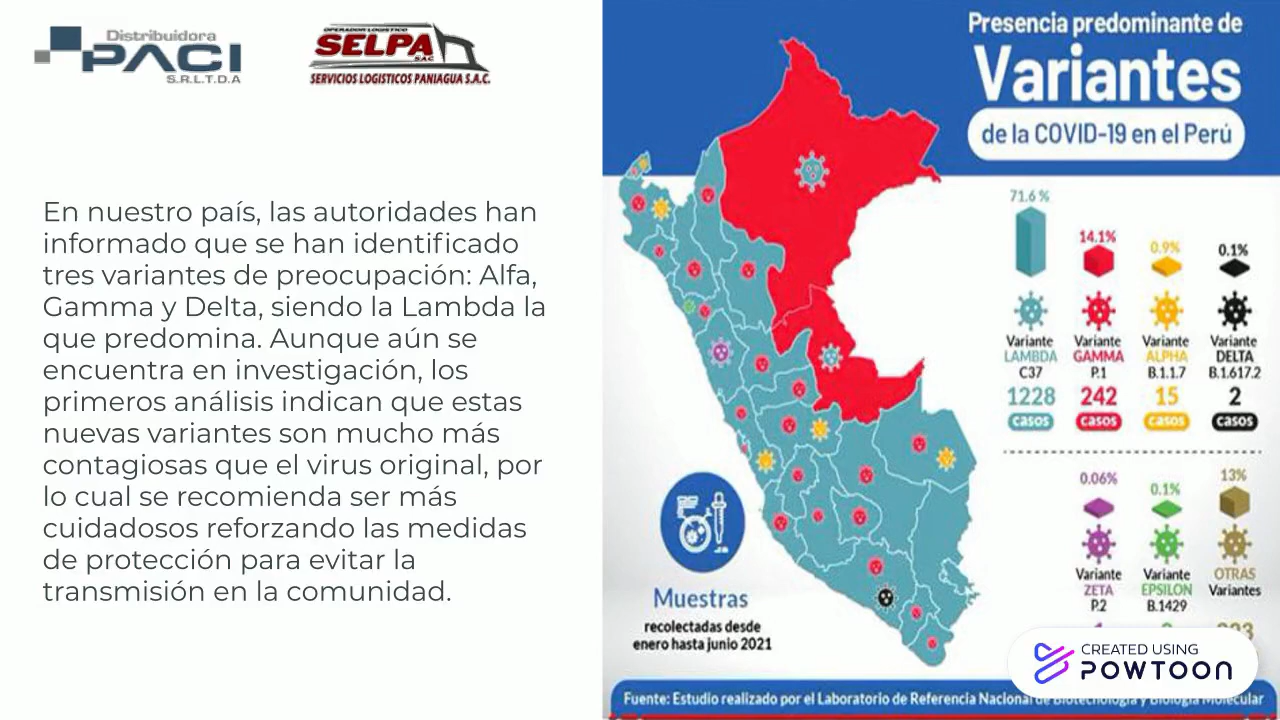 Distribuidora
PACI
S.R.L.T.D.A
OPERADOR LOGISTICO
SELPA
SAC
SERVICIOS LOGISTICOS PANIAGUA S.A.C.
En nuestro país, las autoridades han
informado que se han identificado
tres variantes de preocupación: Alfa,
Gamma y Delta, siendo la Lambda la
que predomina. Aunque aún se
encuentra en investigación, los
primeros análisis indican que estas
nuevas variantes son mucho más
contagiosas que el virus original, por
lo cual se recomienda ser más
cuidadosos reforzando las medidas
de protección para evitar la
transmisión en la comunidad.
Presencia predominante de
Variantes
de la COVID-19 en el Perú
71.6 %
14.1%
0.9%
0.1%
Variante LAMBDA C37
Variante GAMMA P.1
Variante ALPHA B.1.1.7
Variante DELTA B.1.617.2
1228 casos
242 casos
15 casos
2 casos
0.06%
0.1%
13%
Variante ZETA P.2
Variante EPSILON B.1429
OTRAS Variantes
Muestras
recolectadas desde
enero hasta junio 2021
CREATED USING
POWTOON
Fuente: Estudio realizado por el Laboratorio de Referencia Nacional de Biotecnología y Biología Molecular